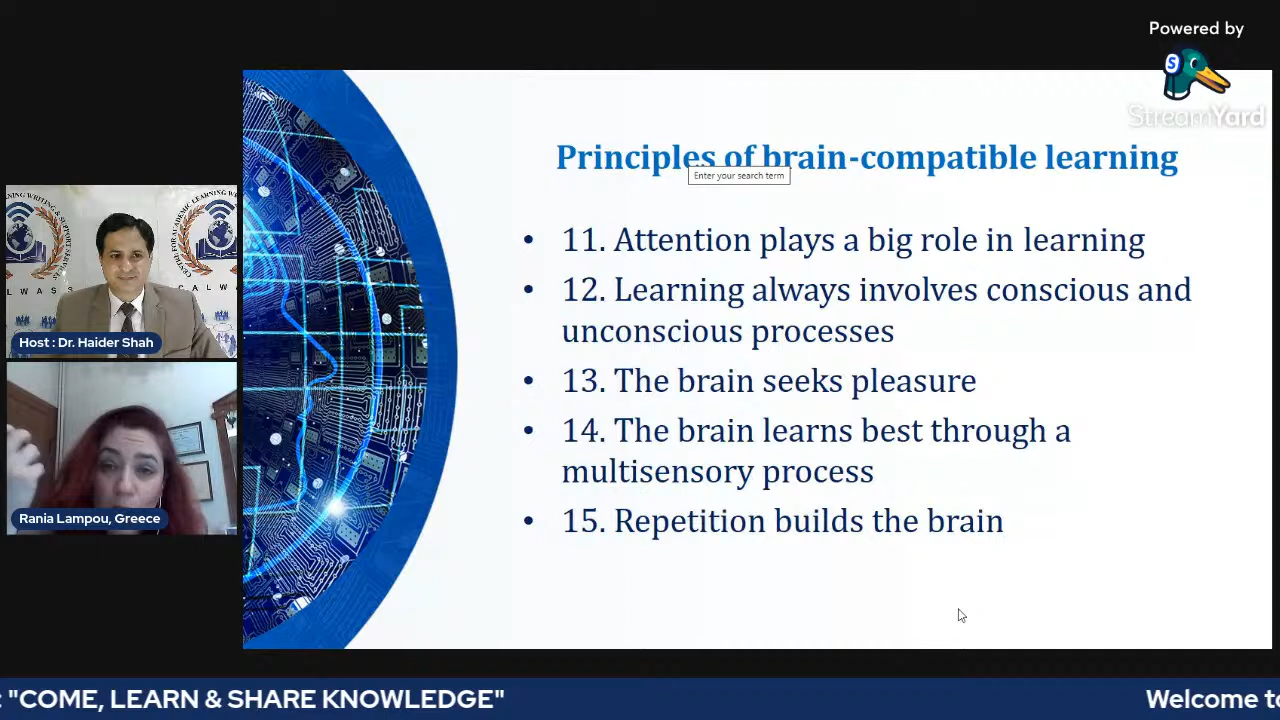 Powered by
S
StreamYard
Principles of brain-compatible learning
Enter your search term
• 11. Attention plays a big role in learning
• 12. Learning always involves conscious and
unconscious processes
• 13. The brain seeks pleasure
• 14. The brain learns best through a
multisensory process
• 15. Repetition builds the brain
CALWASS
Host : Dr. Haider Shah
Rania Lampou, Greece
: "COME, LEARN & SHARE KNOWLEDGE"
Welcome to